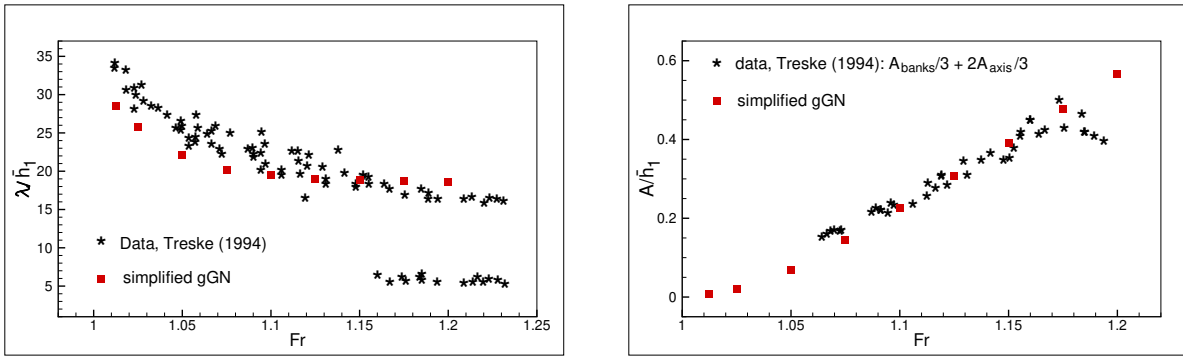 35
30
25
20
15
10
5
λ/h̄₁
* Data, Treske (1994)
simplified gGN
1 1.05 1.1 1.15 1.2 1.25
Fr
0.6
0.4
0.2
0
A/h̄₁
* data, Treske (1994): A_banks/3 + 2A_axis/3
simplified gGN
1 1.05 1.1 1.15 1.2
Fr